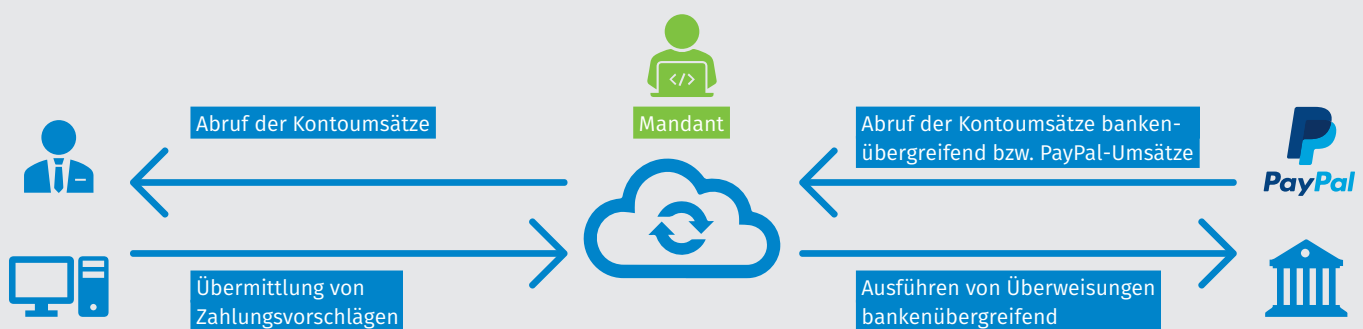 </>
Mandant
Abruf der Kontoumsätze
Abruf der Kontoumsätze banken-
übergreifend bzw. PayPal-Umsätze
PayPal
Übermittlung von
Zahlungsvorschlägen
Ausführen von Überweisungen
bankenübergreifend